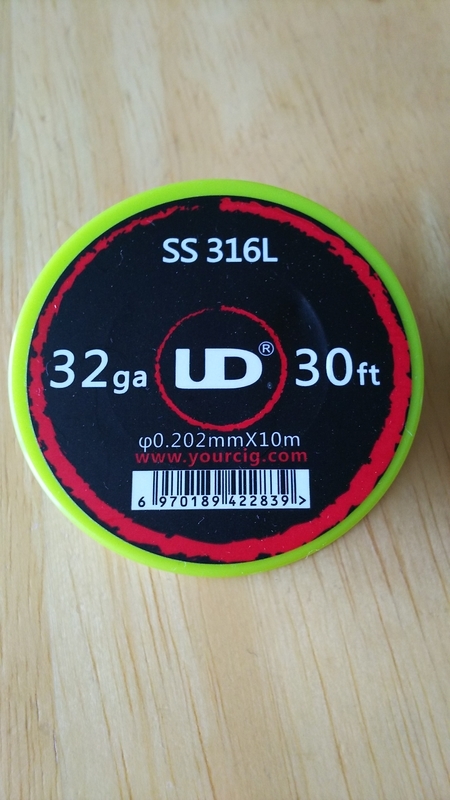 SS 316L
32ga UD® 30ft
φ0.202mmX10m
www.yourcig.com
6 970189 422839 >